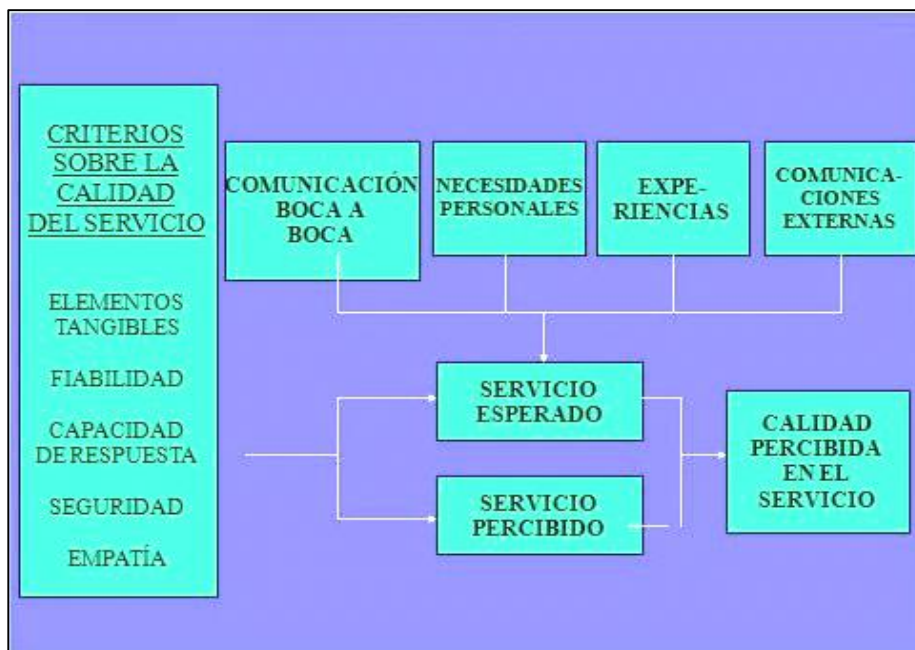 CRITERIOS
SOBRE LA
CALIDAD
DEL SERVICIO
ELEMENTOS
TANGIBLES
FIABILIDAD
CAPACIDAD
DE RESPUESTA
SEGURIDAD
EMPATÍA
COMUNICACIÓN
BOCA A
BOCA
NECESIDADES
PERSONALES
EXPE-
RIENCIAS
COMUNICA-
CIONES
EXTERNAS
SERVICIO
ESPERADO
SERVICIO
PERCIBIDO
CALIDAD
PERCIBIDA
EN EL
SERVICIO